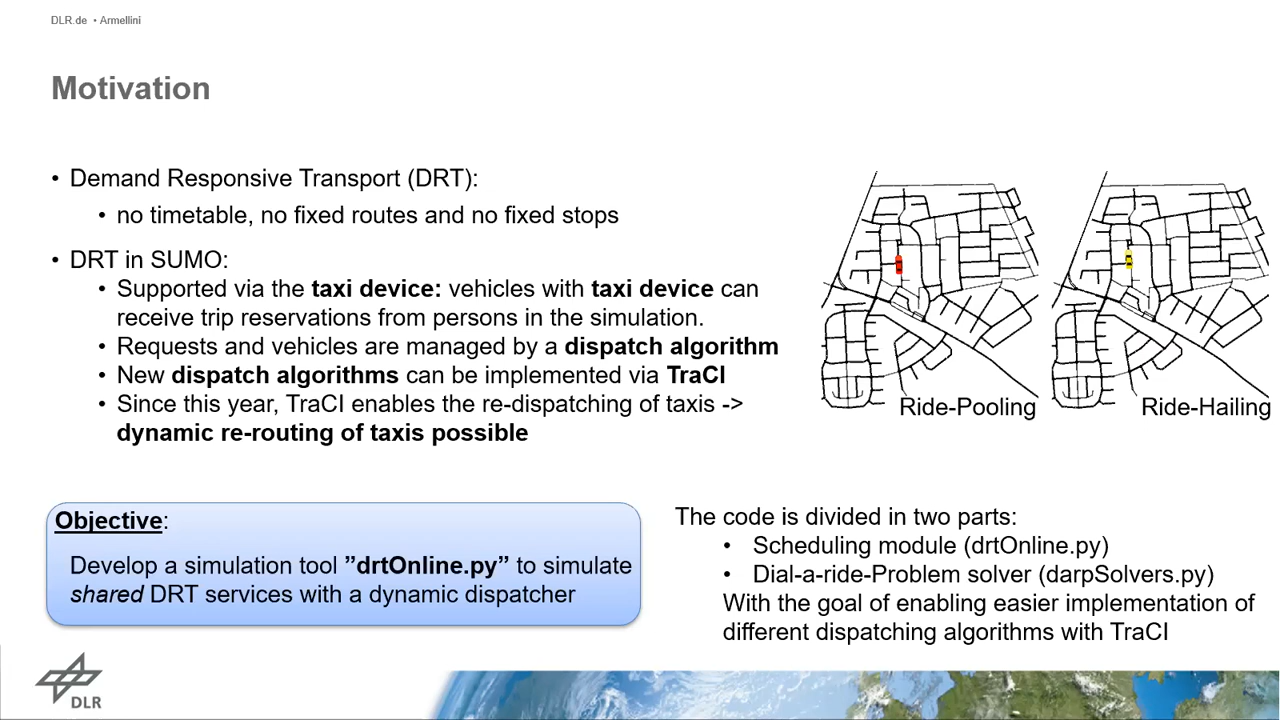 DLR.de • Armellini
Motivation
• Demand Responsive Transport (DRT):
• no timetable, no fixed routes and no fixed stops
• DRT in SUMO:
• Supported via the taxi device: vehicles with taxi device can
receive trip reservations from persons in the simulation.
• Requests and vehicles are managed by a dispatch algorithm
• New dispatch algorithms can be implemented via TraCI
• Since this year, TraCI enables the re-dispatching of taxis ->
dynamic re-routing of taxis possible
Ride-Pooling
Ride-Hailing
Objective:
Develop a simulation tool ”drtOnline.py” to simulate
shared DRT services with a dynamic dispatcher
The code is divided in two parts:
• Scheduling module (drtOnline.py)
• Dial-a-ride-Problem solver (darpSolvers.py)
With the goal of enabling easier implementation of
different dispatching algorithms with TraCI
DLR